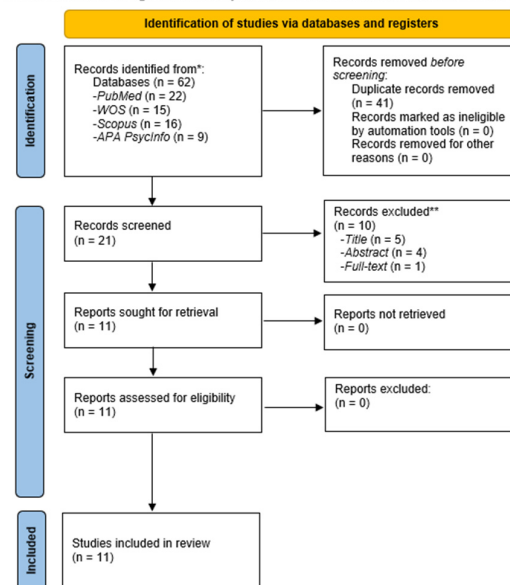 Identification of studies via databases and registers
Identification
Records identified from*:
Databases (n = 62)
-PubMed (n = 22)
-WOS (n = 15)
-Scopus (n = 16)
-APA PsycInfo (n = 9)
Records removed before
screening:
Duplicate records removed
(n = 41)
Records marked as ineligible
by automation tools (n = 0)
Records removed for other
reasons (n = 0)
Screening
Records screened
(n = 21)
Records excluded**
(n = 10)
-Title (n = 5)
-Abstract (n = 4)
-Full-text (n = 1)
Reports sought for retrieval
(n = 11)
Reports not retrieved
(n = 0)
Reports assessed for eligibility
(n = 11)
Reports excluded:
(n = 0)
Included
Studies included in review
(n = 11)